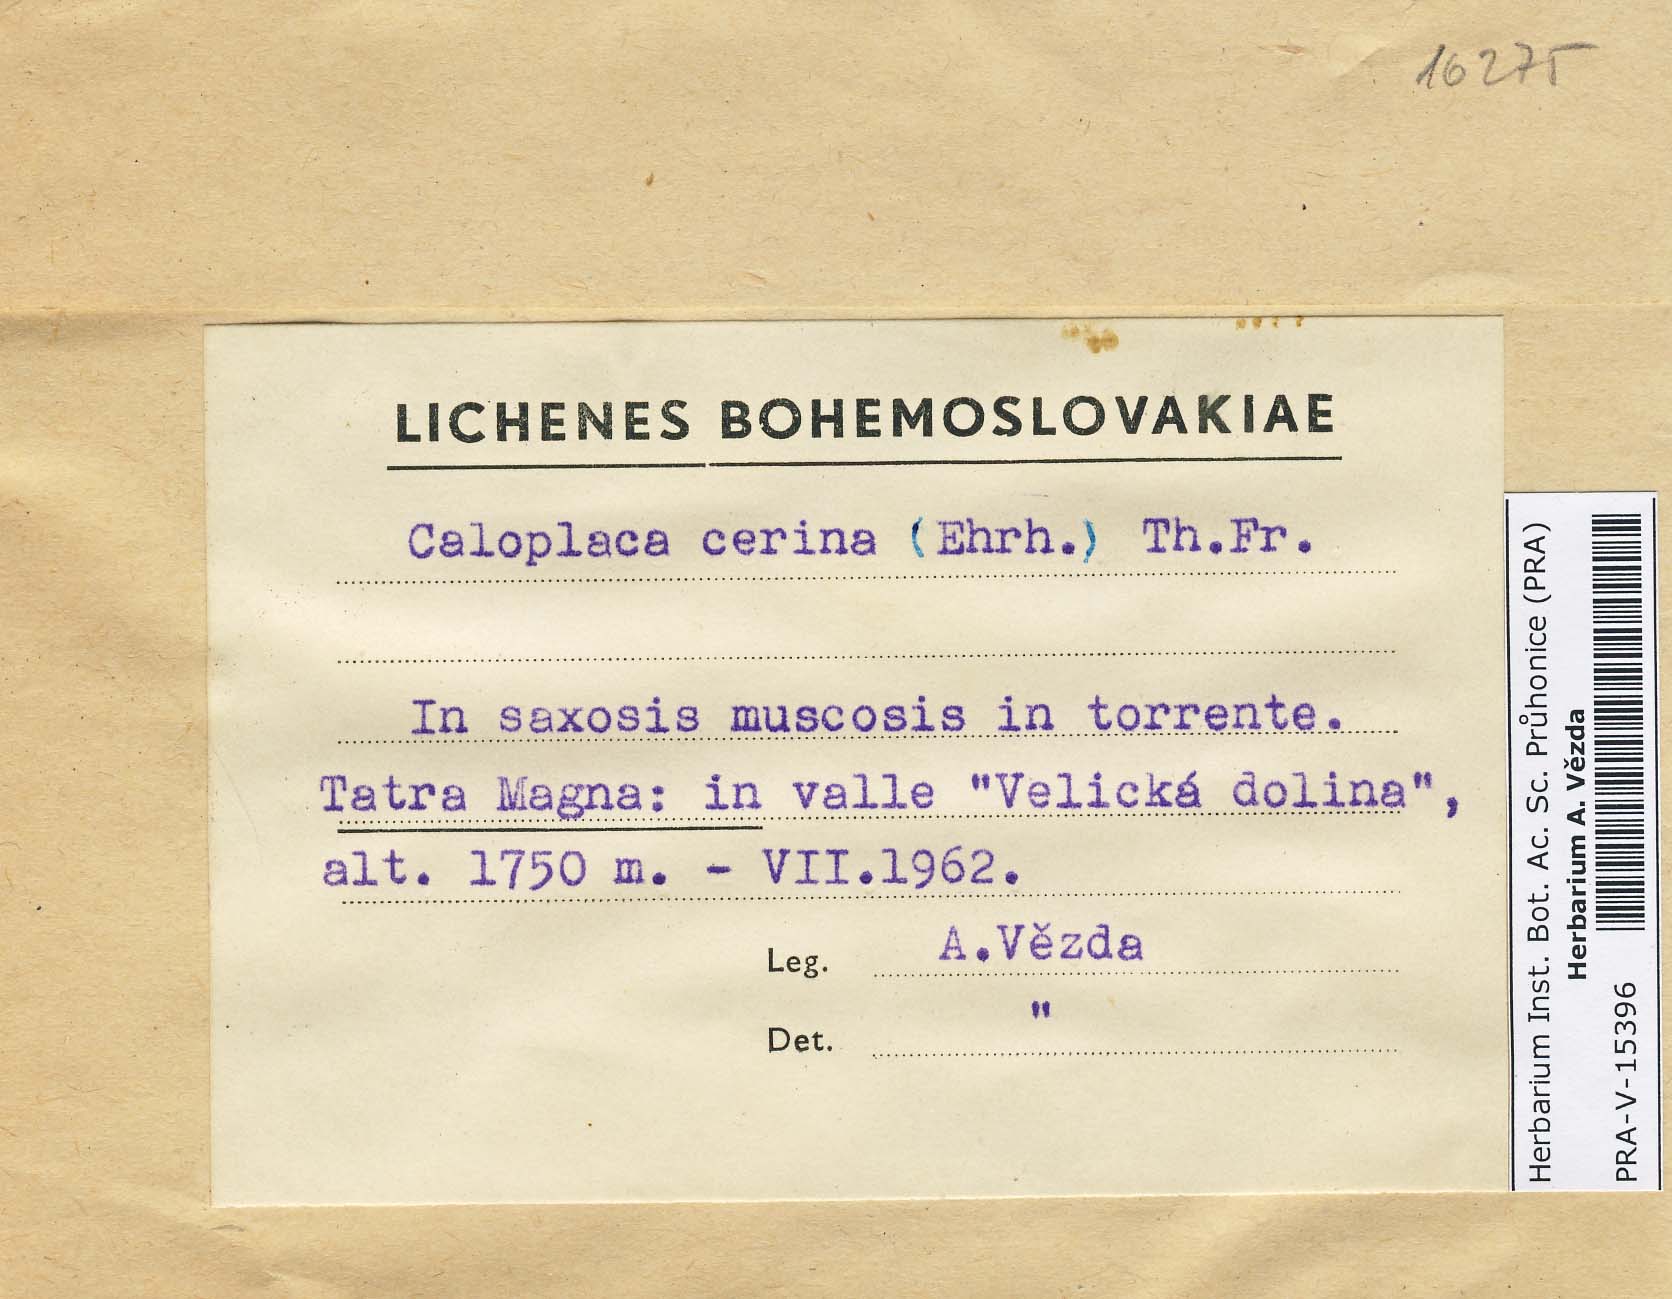 16275
LICHENES BOHEMOSLOVAKIAE
Caloplaca cerina (Ehrh.) Th.Fr.
In saxosis muscosis in torrente.
Tatra Magna: in valle "Velická dolina",
alt. 1750 m. - VII.1962.
Leg. A.Vězda
Det. "
Herbarium Inst. Bot. Ac. Sc. Průhonice (PRA)
Herbarium A. Vězda
PRA-V-15396